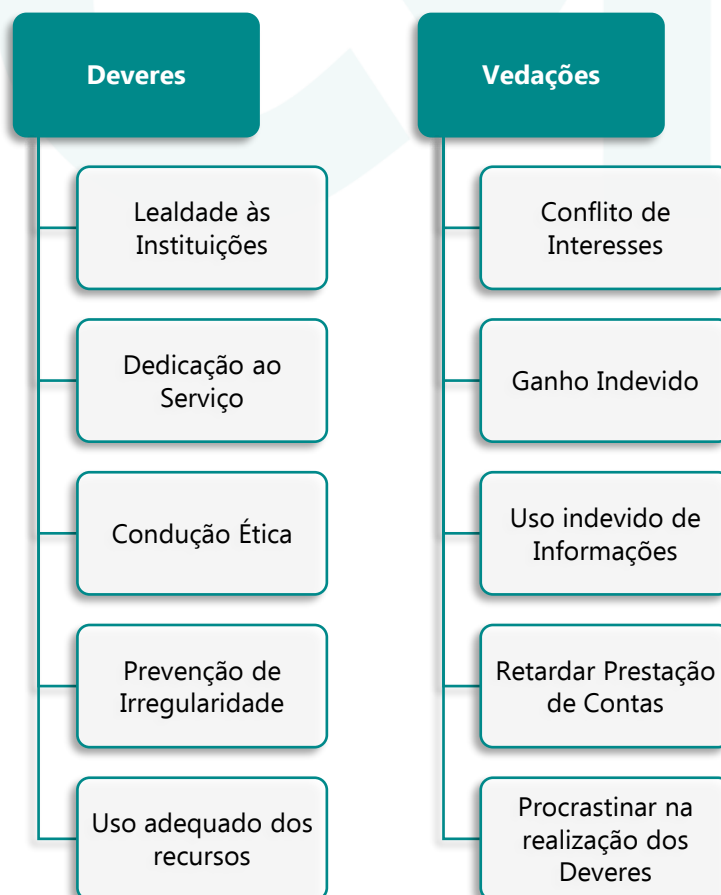 Deveres
Lealdade às
Instituições
Dedicação ao
Serviço
Condução Ética
Prevenção de
Irregularidade
Uso adequado dos
recursos
Vedações
Conflito de
Interesses
Ganho Indevido
Uso indevido de
Informações
Retardar Prestação
de Contas
Procrastinar na
realização dos
Deveres